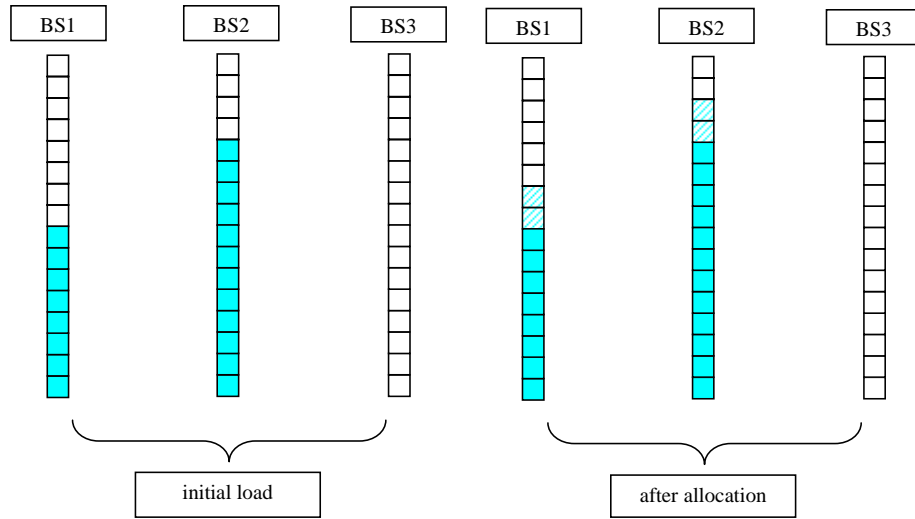 BS1
BS2
BS3
BS1
BS2
BS3
initial load
after allocation